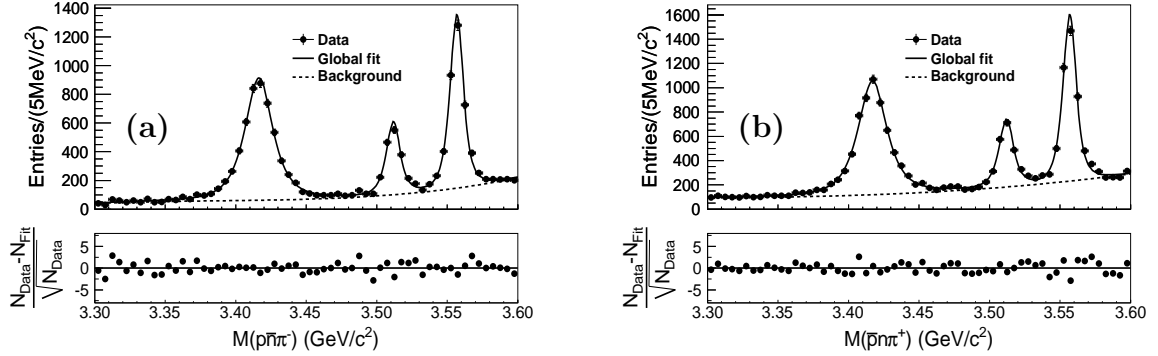 Entries/(5MeV/c²)
1400
1200
1000
800
600
400
200
0
Data
Global fit
Background
(a)
N_Data-N_Fit
√N_Data
5
0
-5
3.30 3.35 3.40 3.45 3.50 3.55 3.60
M(pn̄π⁻) (GeV/c²)
Entries/(5MeV/c²)
1600
1400
1200
1000
800
600
400
200
0
Data
Global fit
Background
(b)
N_Data-N_Fit
√N_Data
5
0
-5
3.30 3.35 3.40 3.45 3.50 3.55 3.60
M(p̄nπ⁺) (GeV/c²)